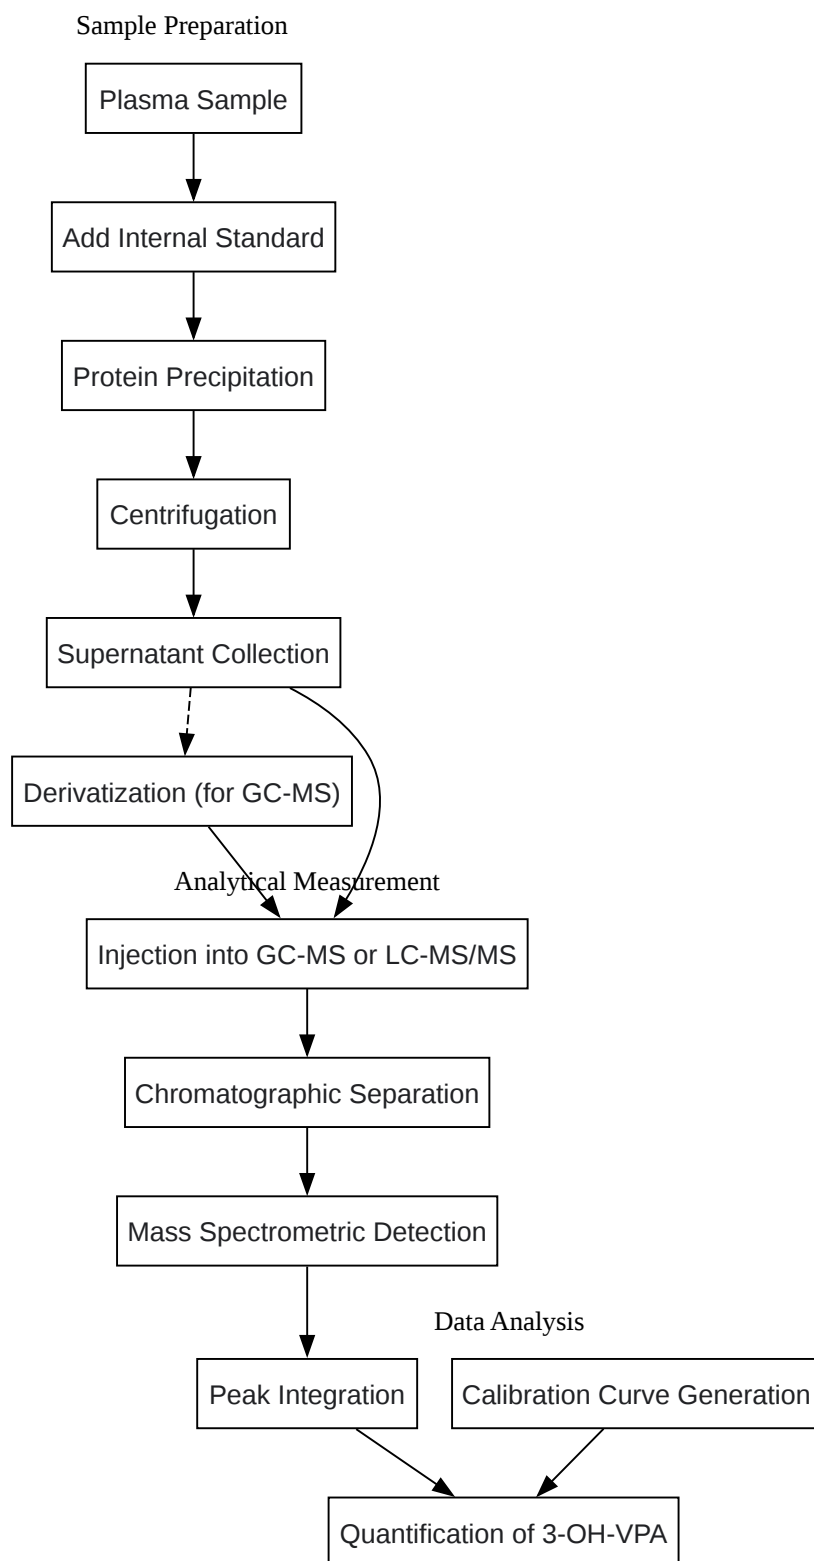 Sample Preparation
Plasma Sample
Add Internal Standard
Protein Precipitation
Centrifugation
Supernatant Collection
Derivatization (for GC-MS)
Analytical Measurement
Injection into GC-MS or LC-MS/MS
Chromatographic Separation
Mass Spectrometric Detection
Data Analysis
Peak Integration
Calibration Curve Generation
Quantification of 3-OH-VPA